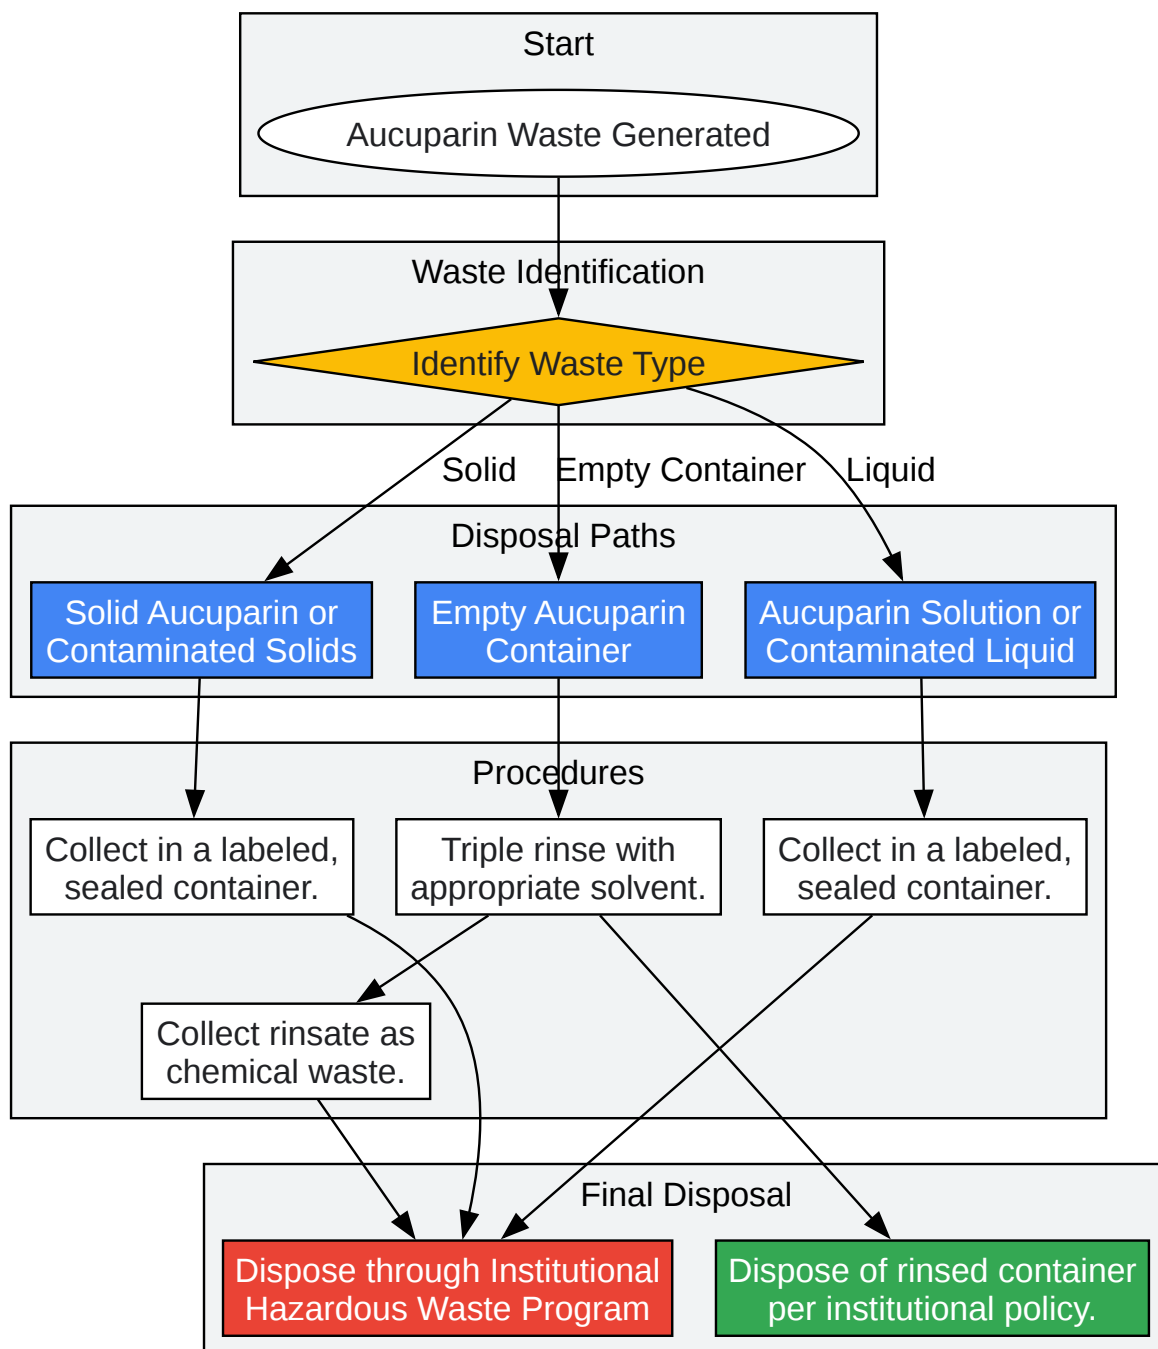 Start
Aucuparin Waste Generated
Waste Identification
Identify Waste Type
Solid
Empty Container
Liquid
Disposal Paths
Solid Aucuparin or
Contaminated Solids
Empty Aucuparin
Container
Aucuparin Solution or
Contaminated Liquid
Procedures
Collect in a labeled,
sealed container.
Triple rinse with
appropriate solvent.
Collect in a labeled,
sealed container.
Collect rinsate as
chemical waste.
Final Disposal
Dispose through Institutional
Hazardous Waste Program
Dispose of rinsed container
per institutional policy.